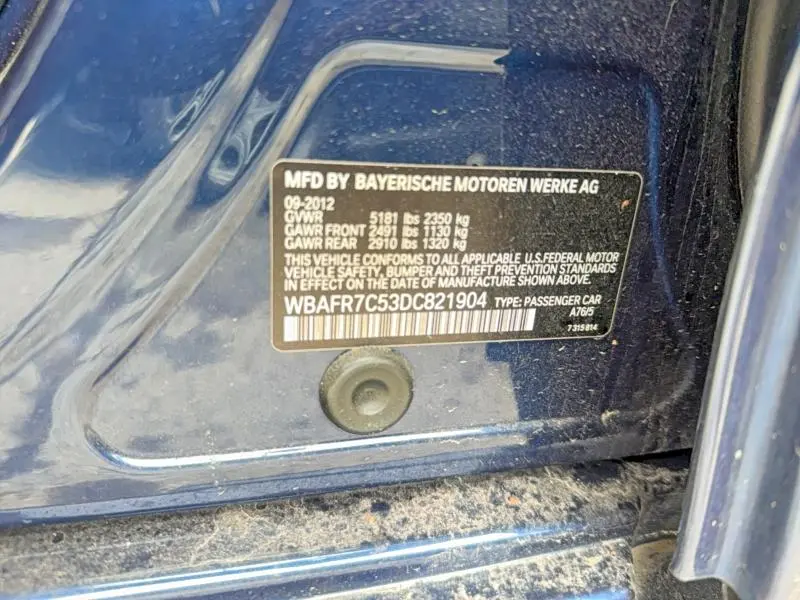 MFD BY BAYERISCHE MOTOREN WERKE AG
09-2012
GVWR 5181 lbs 2350 kg
GAWR FRONT 2491 lbs 1130 kg
GAWR REAR 2910 lbs 1320 kg
THIS VEHICLE CONFORMS TO ALL APPLICABLE U.S.FEDERAL MOTOR
VEHICLE SAFETY, BUMPER AND THEFT PREVENTION STANDARDS
IN EFFECT ON THE DATE OF MANUFACTURE SHOWN ABOVE.
WBAFR7C53DC821904 TYPE: PASSENGER CAR
A76/5
7 315 814